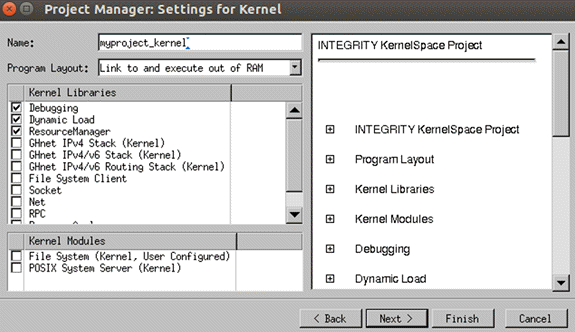 Project Manager: Settings for Kernel
Name:
myproject_kernel
Program Layout:
Link to and execute out of RAM
Kernel Libraries
Debugging
Dynamic Load
ResourceManager
GHnet IPv4 Stack (Kernel)
GHnet IPv4/v6 Stack (Kernel)
GHnet IPv4/v6 Routing Stack (Kernel)
File System Client
Socket
Net
RPC
Kernel Modules
File System (Kernel, User Configured)
POSIX System Server (Kernel)
INTEGRITY KernelSpace Project
INTEGRITY KernelSpace Project
Program Layout
Kernel Libraries
Kernel Modules
Debugging
Dynamic Load
< Back
Next >
Finish
Cancel